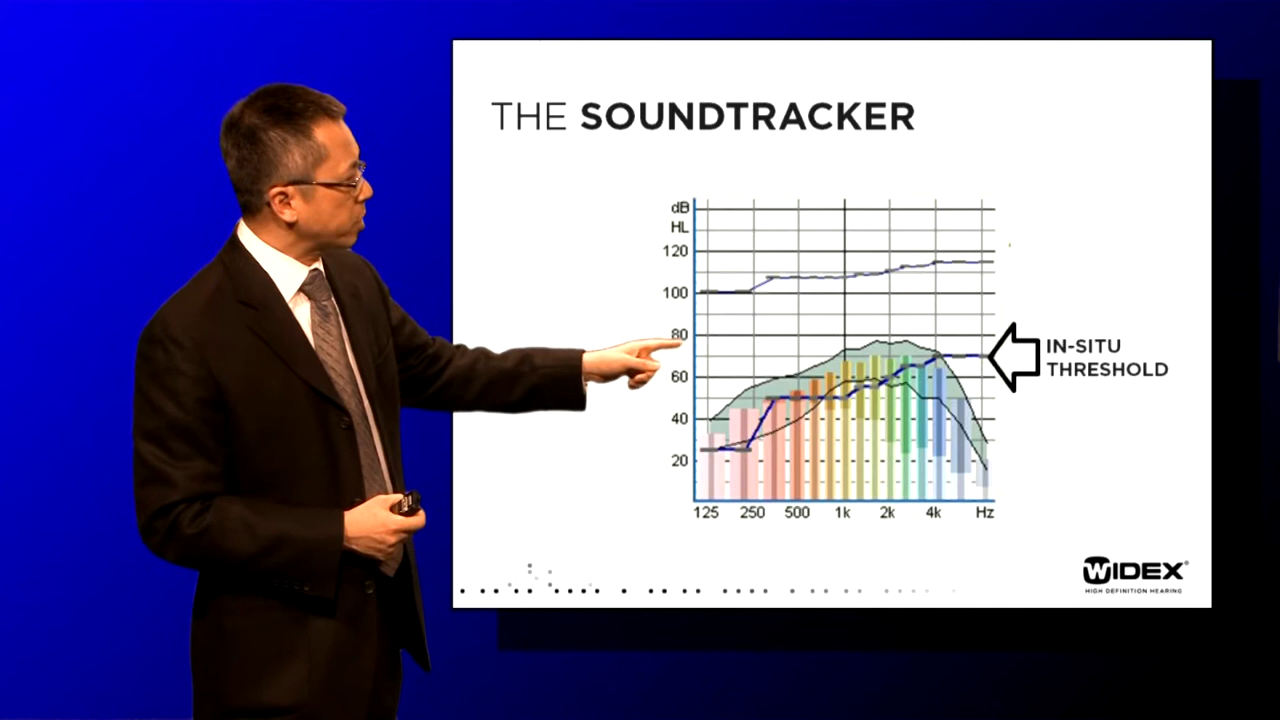 THE SOUNDTRACKER
dB
HL
120
100
80
60
40
20
125 250 500 1k 2k 4k Hz
IN-SITU
THRESHOLD
WIDEX®
HIGH DEFINITION HEARING